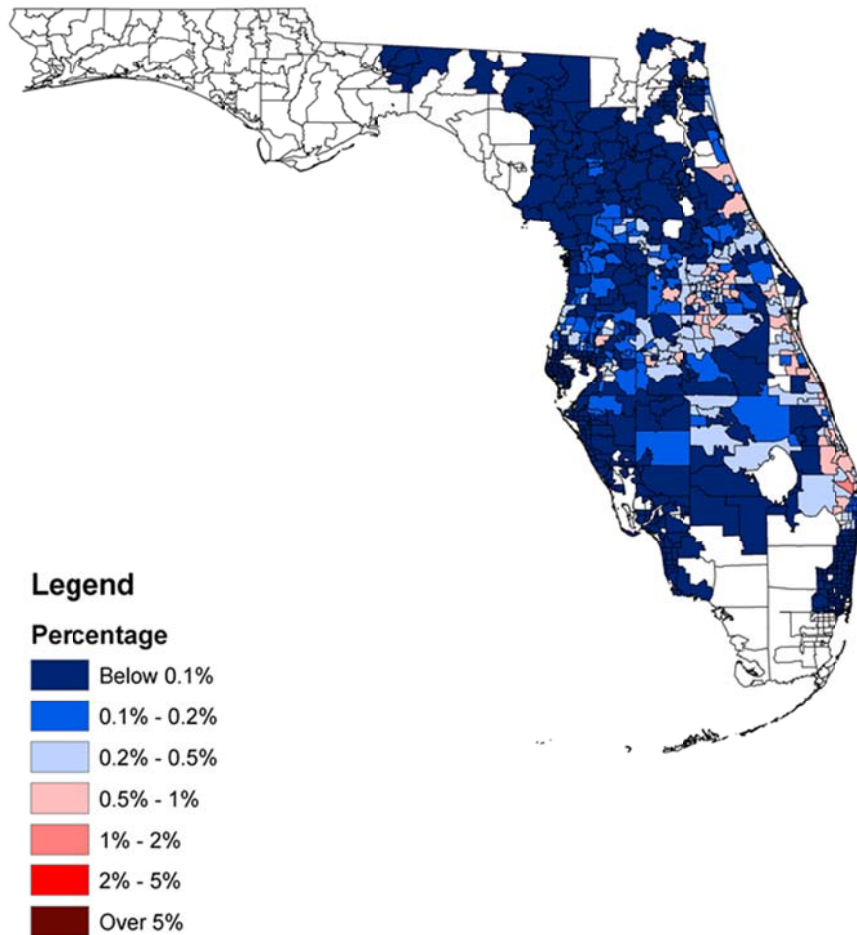 Legend
Percentage
Below 0.1%
0.1% - 0.2%
0.2% - 0.5%
0.5% - 1%
1% - 2%
2% - 5%
Over 5%